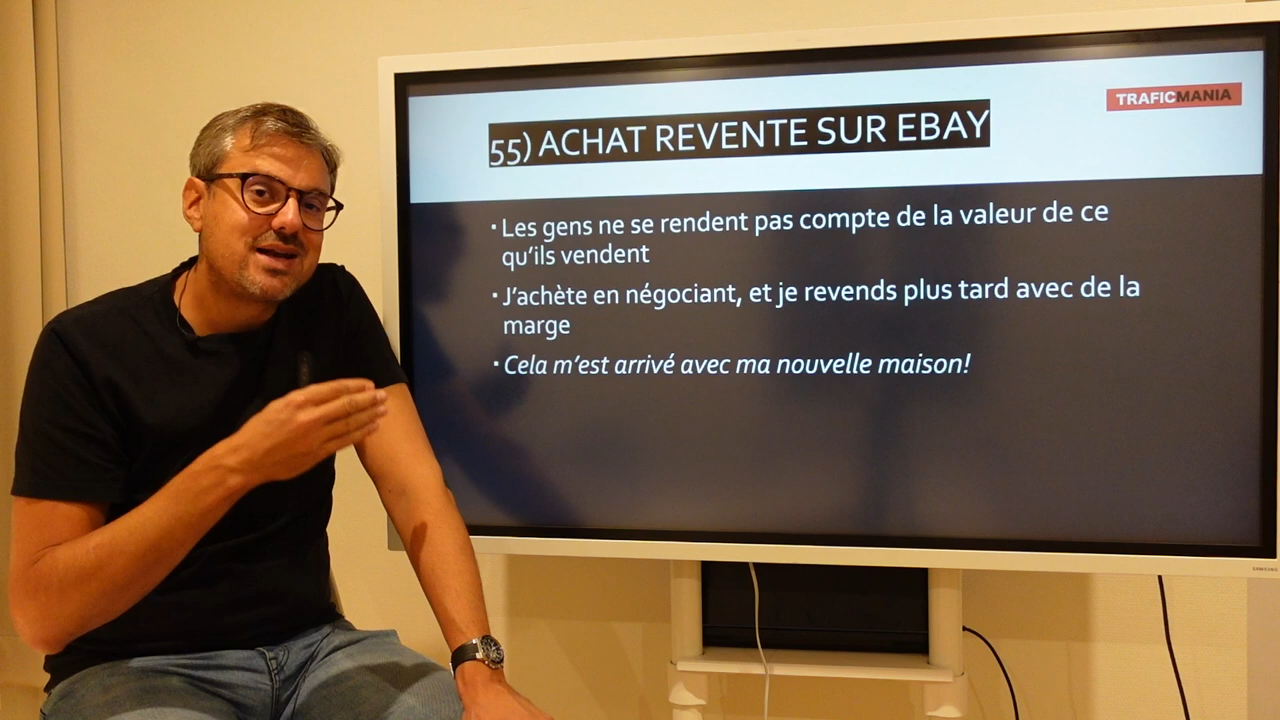 TRAFICMANIA
55) ACHAT REVENTE SUR EBAY
▪ Les gens ne se rendent pas compte de la valeur de ce
qu’ils vendent
▪ J’achète en négociant, et je revends plus tard avec de la
marge
▪ Cela m’est arrivé avec ma nouvelle maison!
SAMSUNG